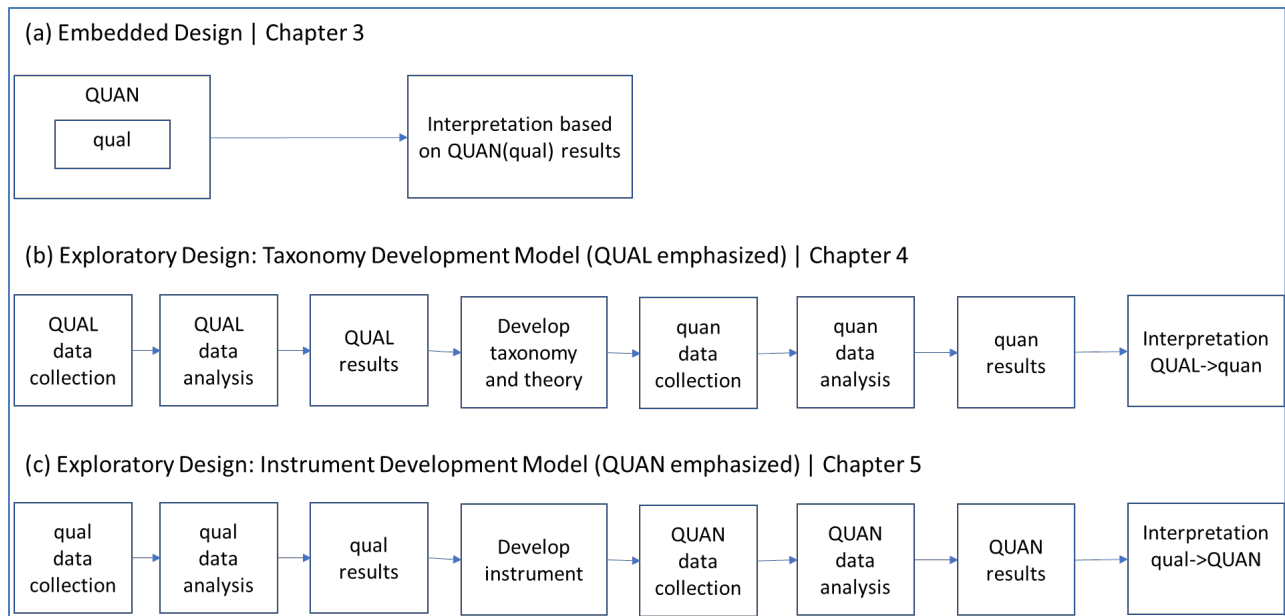 (a) Embedded Design | Chapter 3
QUAN
qual
Interpretation based
on QUAN(qual) results
(b) Exploratory Design: Taxonomy Development Model (QUAL emphasized) | Chapter 4
QUAL
data
collection
QUAL
data
analysis
QUAL
results
Develop
taxonomy
and theory
quan
data
collection
quan
data
analysis
quan
results
Interpretation
QUAL->quan
(c) Exploratory Design: Instrument Development Model (QUAN emphasized) | Chapter 5
qual
data
collection
qual
data
analysis
qual
results
Develop
instrument
QUAN
data
collection
QUAN
data
analysis
QUAN
results
Interpretation
qual->QUAN